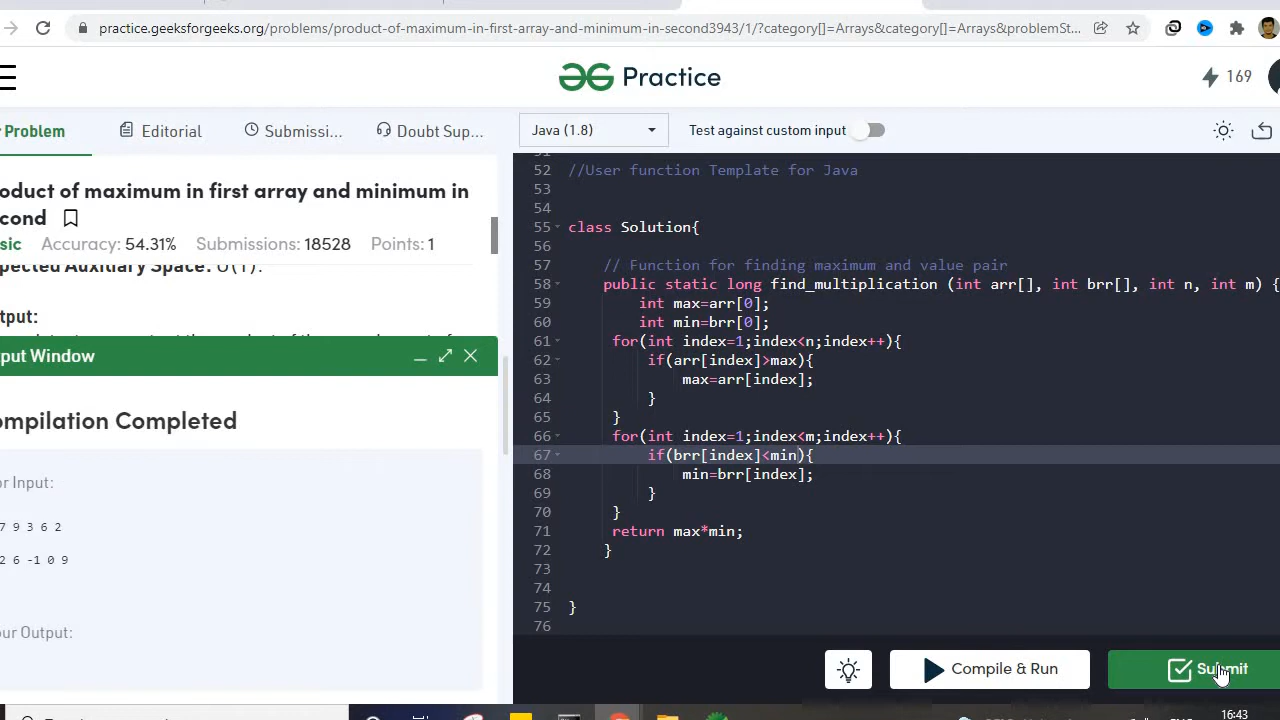 practice.geeksforgeeks.org/problems/product-of-maximum-in-first-array-and-minimum-in-second3943/1/?category[]=Arrays&category[]=Arrays&problemSt...
Practice
169
Problem
Editorial
Submissi...
Doubt Sup...
Java (1.8)
Test against custom input
oduct of maximum in first array and minimum in
cond
sic Accuracy: 54.31% Submissions: 18528 Points: 1
pected Auxiliary Space: O(1).
tput:
put Window
ompilation Completed
or Input:
7 9 3 6 2
2 6 -1 0 9
our Output:
51
52 //User function Template for Java
53
54
55 class Solution{
56
57 // Function for finding maximum and value pair
58 public static long find_multiplication (int arr[], int brr[], int n, int m) {
59 int max=arr[0];
60 int min=brr[0];
61 for(int index=1;index<n;index++){
62 if(arr[index]>max){
63 max=arr[index];
64 }
65 }
66 for(int index=1;index<m;index++){
67 if(brr[index]<min){
68 min=brr[index];
69 }
70 }
71 return max*min;
72 }
73
74
75 }
76
Compile & Run
Submit
16:43